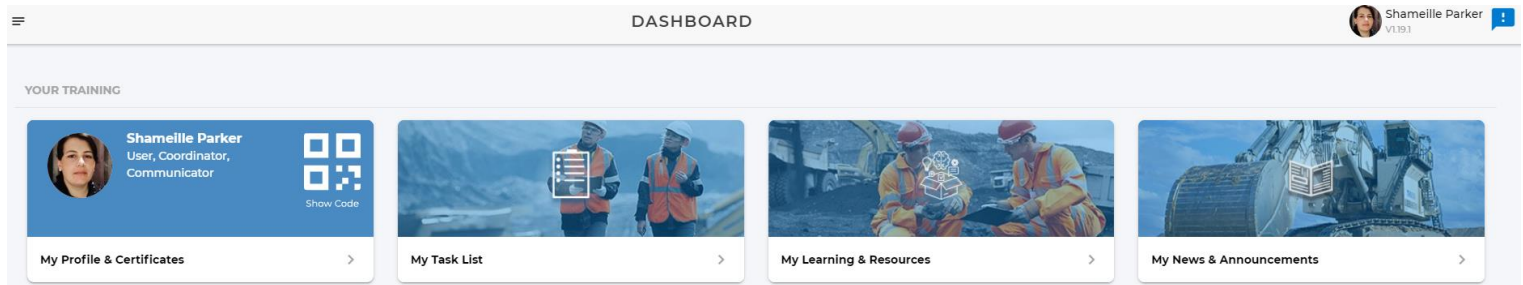 DASHBOARD
Shameille Parker
V1.19.1
YOUR TRAINING
Shameille Parker
User, Coordinator,
Communicator
Show Code
My Profile & Certificates
My Task List
My Learning & Resources
My News & Announcements